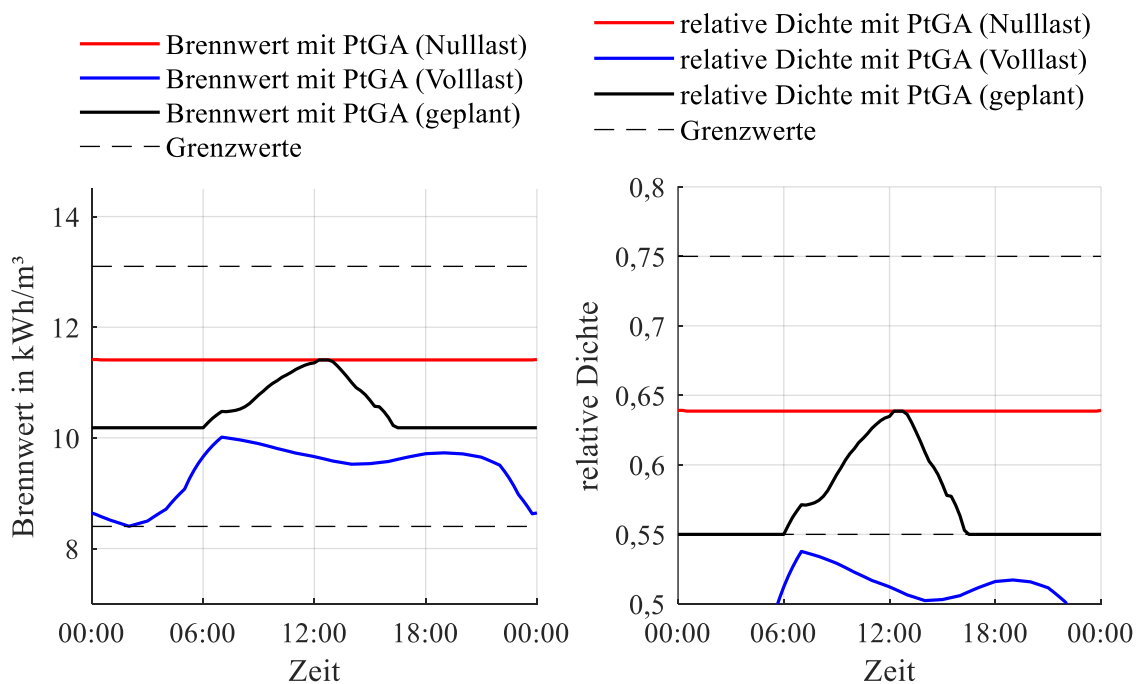 Brennwert mit PtGA (Nulllast)
Brennwert mit PtGA (Volllast)
Brennwert mit PtGA (geplant)
Grenzwerte
14
12
10
8
Brennwert in kWh/m³
00:00 06:00 12:00 18:00 00:00
Zeit
relative Dichte mit PtGA (Nulllast)
relative Dichte mit PtGA (Volllast)
relative Dichte mit PtGA (geplant)
Grenzwerte
0,8
0,75
0,7
0,65
0,6
0,55
0,5
relative Dichte
00:00 06:00 12:00 18:00 00:00
Zeit